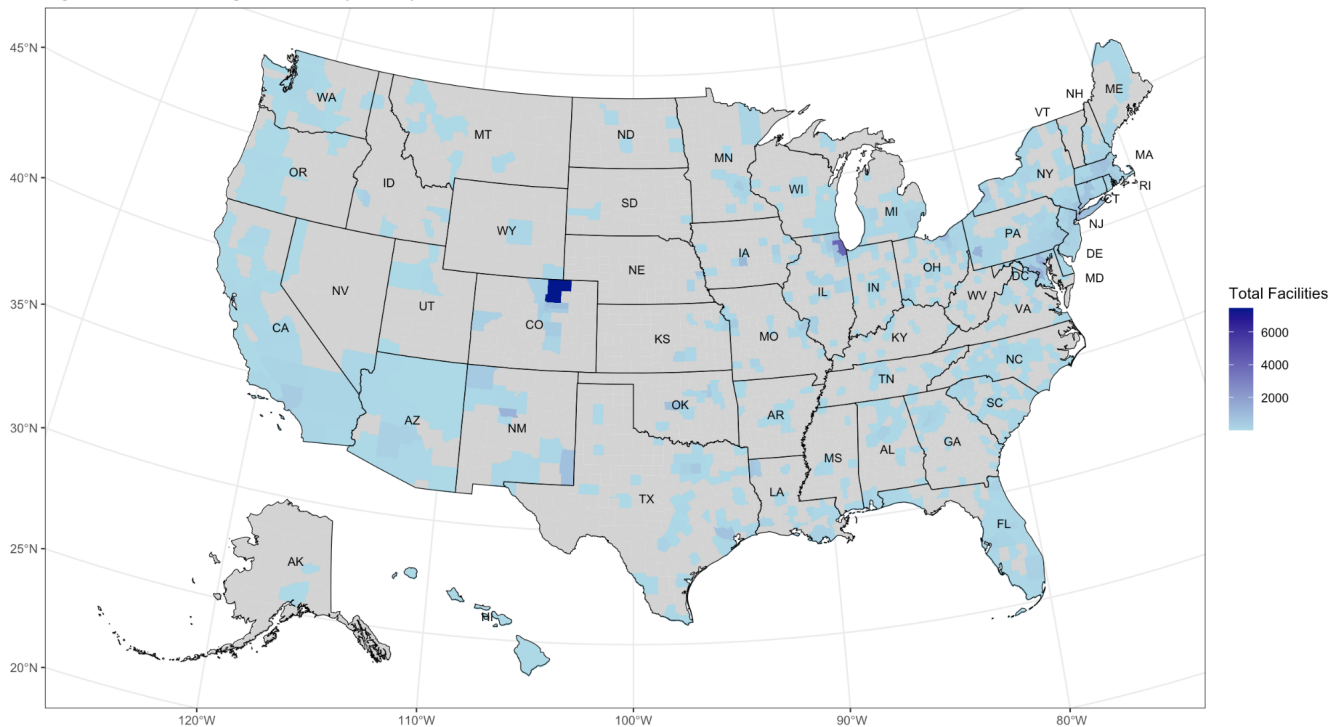 45°N
40°N
35°N
30°N
25°N
20°N
120°W
110°W
100°W
90°W
80°W
WA
MT
ND
MN
ME
NH
VT
OR
ID
WI
MA
NY
RI
SD
MI
CT
WY
NJ
PA
IA
NE
OH
DE
DC
MD
NV
UT
IL
IN
WV
CO
VA
CA
KS
MO
KY
NC
TN
OK
AR
SC
AZ
NM
MS
AL
GA
TX
LA
FL
AK
HI
Total Facilities
6000
4000
2000